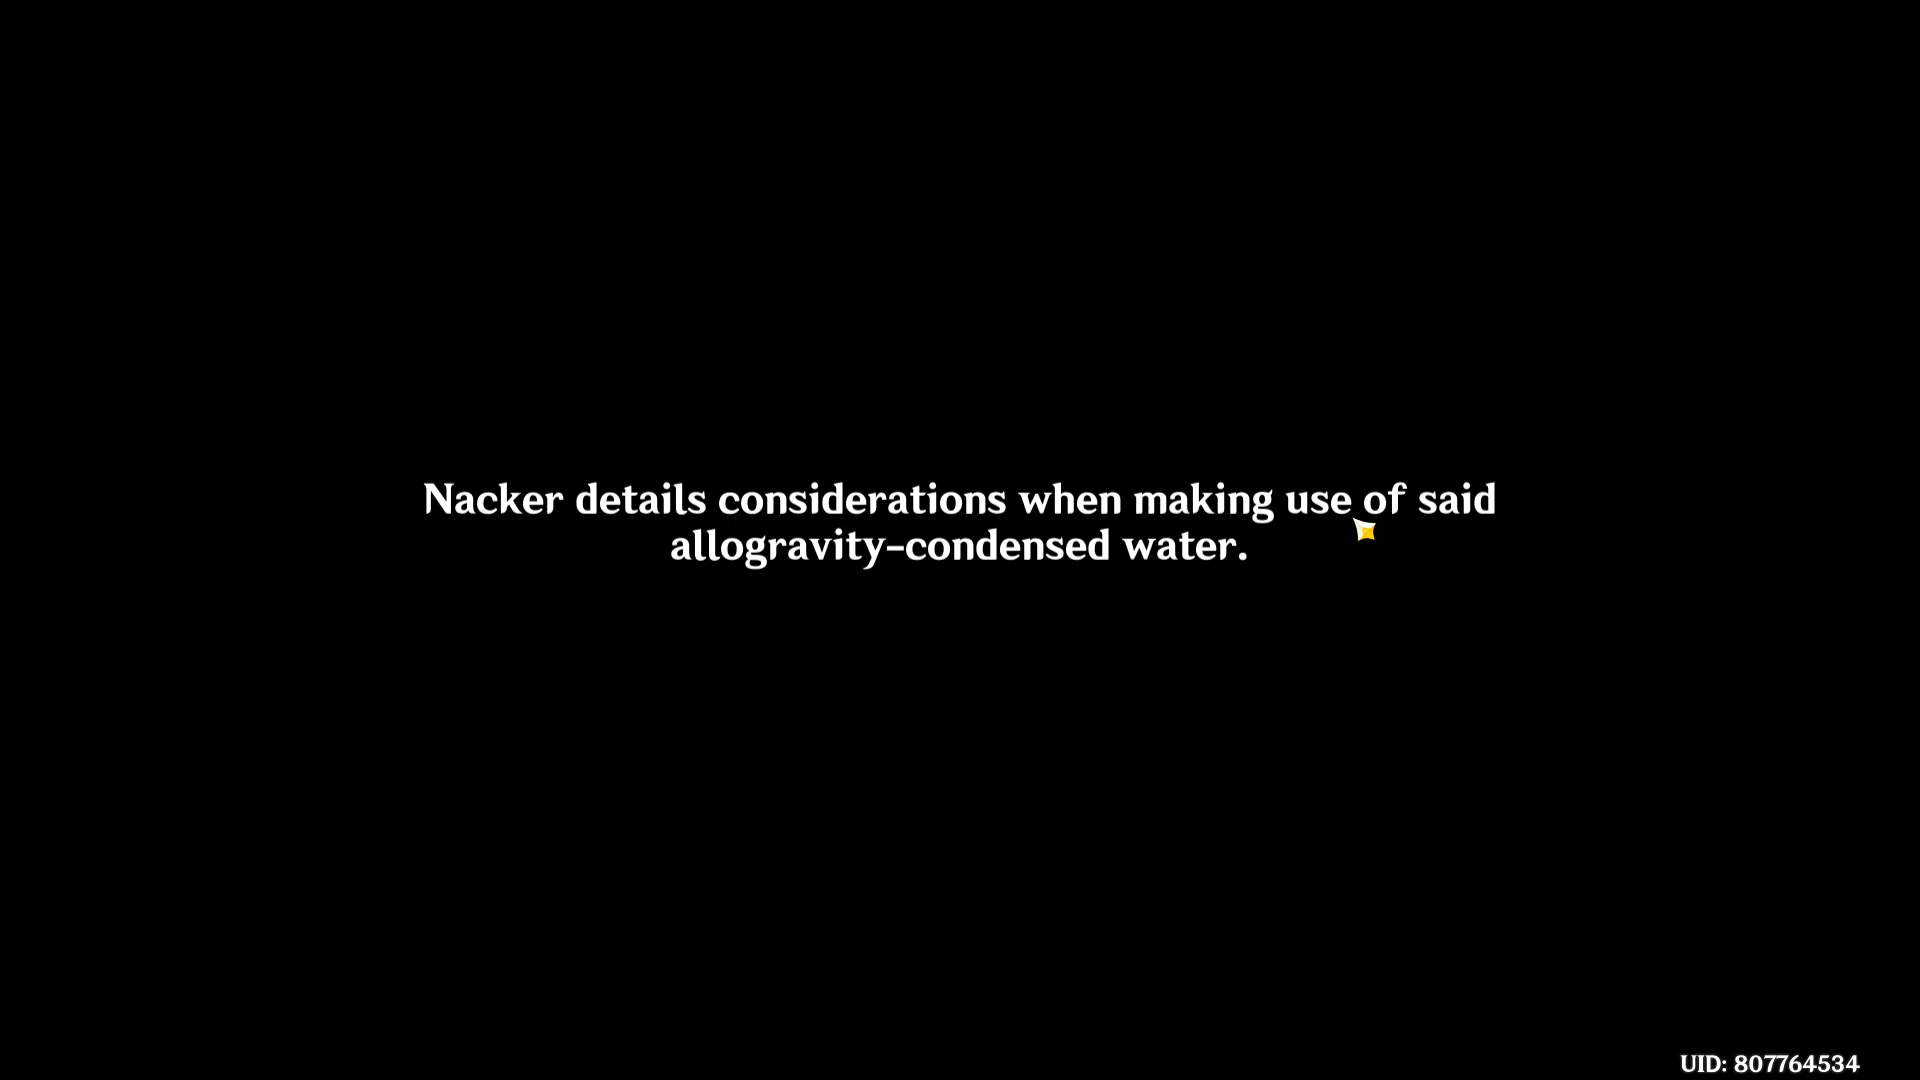 Nacker details considerations when making use of said
allogravity-condensed water.
UID: 807764534